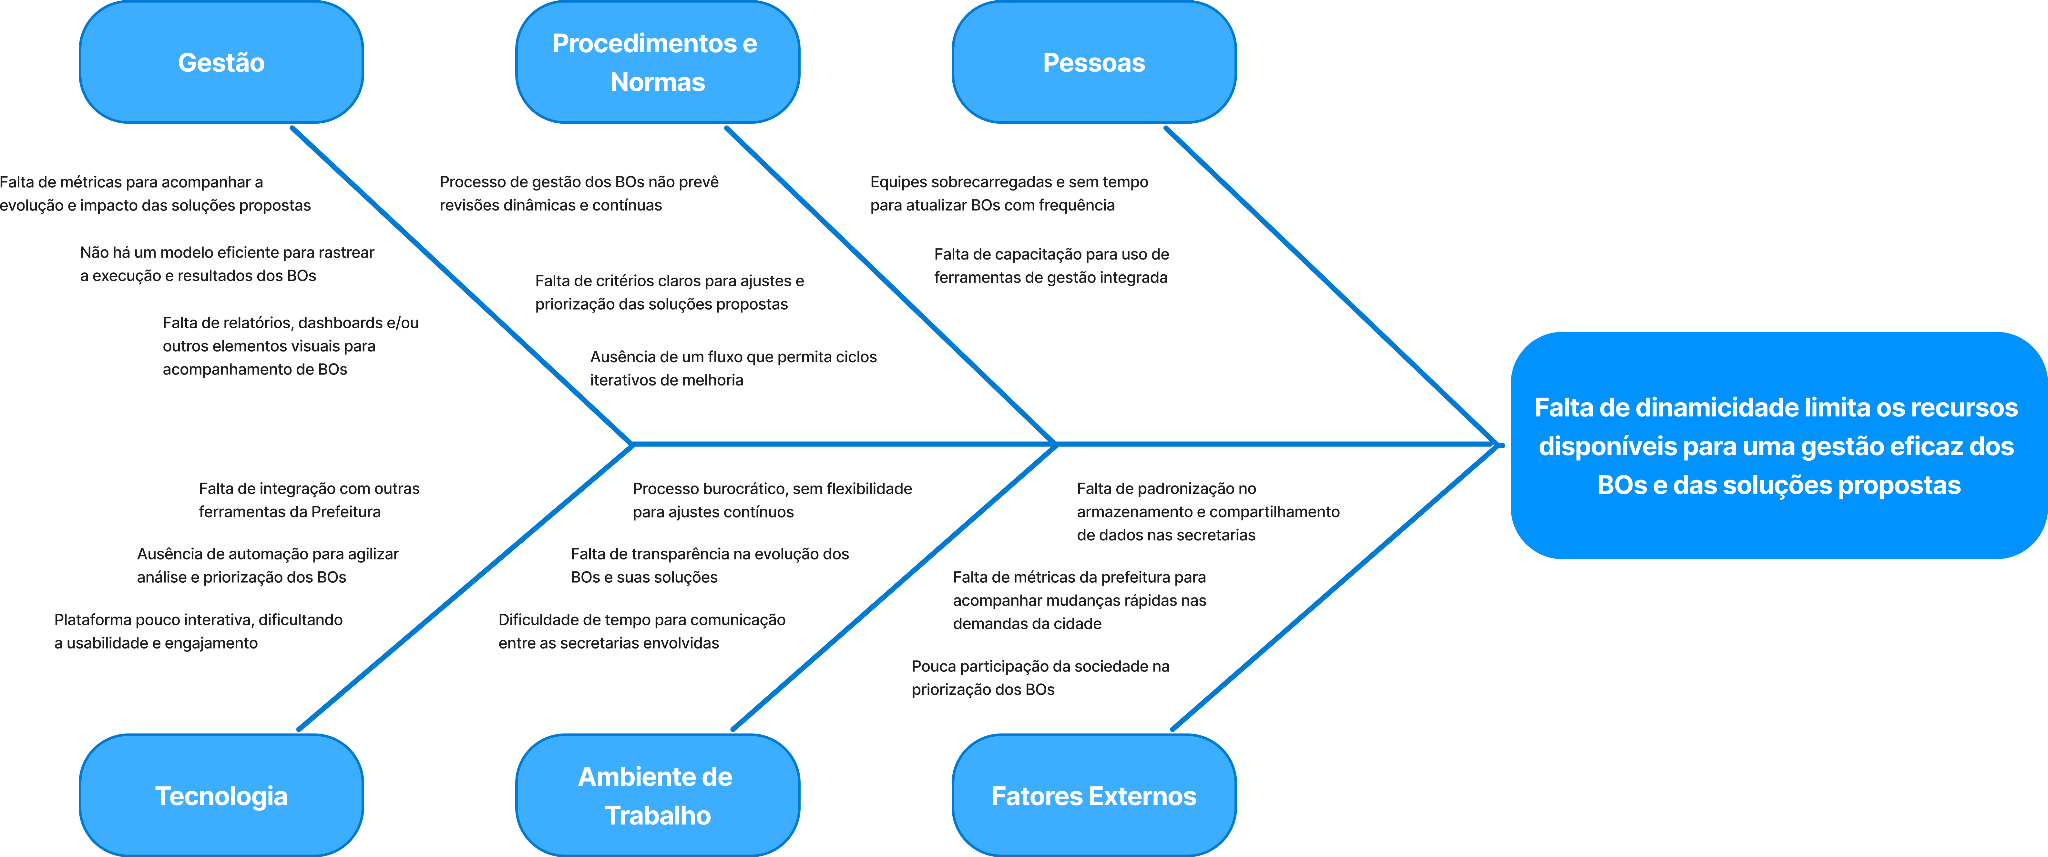 Gestão
Procedimentos e
Normas
Pessoas
Falta de métricas para acompanhar a
evolução e impacto das soluções propostas
Não há um modelo eficiente para rastrear
a execução e resultados dos BOs
Falta de relatórios, dashboards e/ou
outros elementos visuais para
acompanhamento de BOs
Processo de gestão dos BOs não prevê
revisões dinâmicas e contínuas
Falta de critérios claros para ajustes e
priorização das soluções propostas
Ausência de um fluxo que permita ciclos
iterativos de melhoria
Equipes sobrecarregadas e sem tempo
para atualizar BOs com frequência
Falta de capacitação para uso de
ferramentas de gestão integrada
Falta de dinamicidade limita os recursos
disponíveis para uma gestão eficaz dos
BOs e das soluções propostas
Falta de integração com outras
ferramentas da Prefeitura
Ausência de automação para agilizar
análise e priorização dos BOs
Plataforma pouco interativa, dificultando
a usabilidade e engajamento
Processo burocrático, sem flexibilidade
para ajustes contínuos
Falta de transparência na evolução dos
BOs e suas soluções
Dificuldade de tempo para comunicação
entre as secretarias envolvidas
Falta de padronização no
armazenamento e compartilhamento
de dados nas secretarias
Falta de métricas da prefeitura para
acompanhar mudanças rápidas nas
demandas da cidade
Pouca participação da sociedade na
priorização dos BOs
Tecnologia
Ambiente de
Trabalho
Fatores Externos